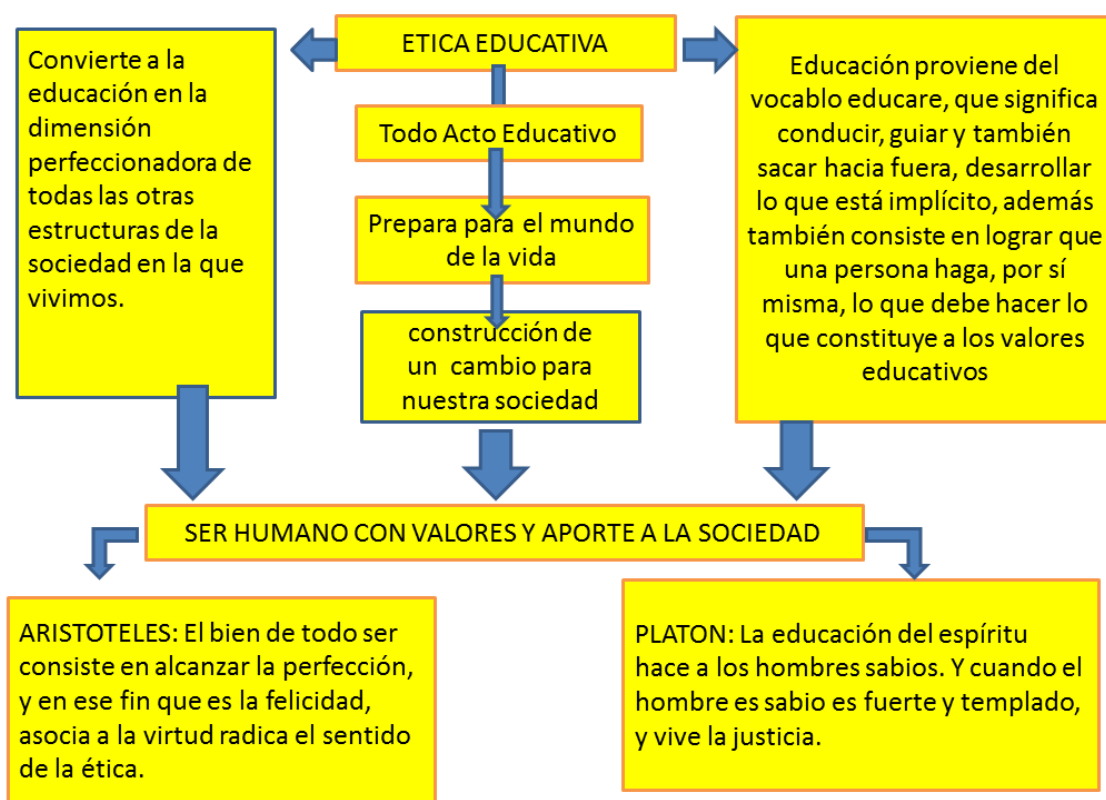 ETICA EDUCATIVA
Convierte a la
educación en la
dimensión
perfeccionadora de
todas las otras
estructuras de la
sociedad en la que
vivimos.
Todo Acto Educativo
Prepara para el mundo
de la vida
construcción de
un cambio para
nuestra sociedad
Educación proviene del
vocablo educare, que significa
conducir, guiar y también
sacar hacia fuera, desarrollar
lo que está implícito, además
también consiste en lograr que
una persona haga, por sí
misma, lo que debe hacer lo
que constituye a los valores
educativos
SER HUMANO CON VALORES Y APORTE A LA SOCIEDAD
ARISTOTELES: El bien de todo ser
consiste en alcanzar la perfección,
y en ese fin que es la felicidad,
asocia a la virtud radica el sentido
de la ética.
PLATON: La educación del espíritu
hace a los hombres sabios. Y cuando el
hombre es sabio es fuerte y templado,
y vive la justicia.